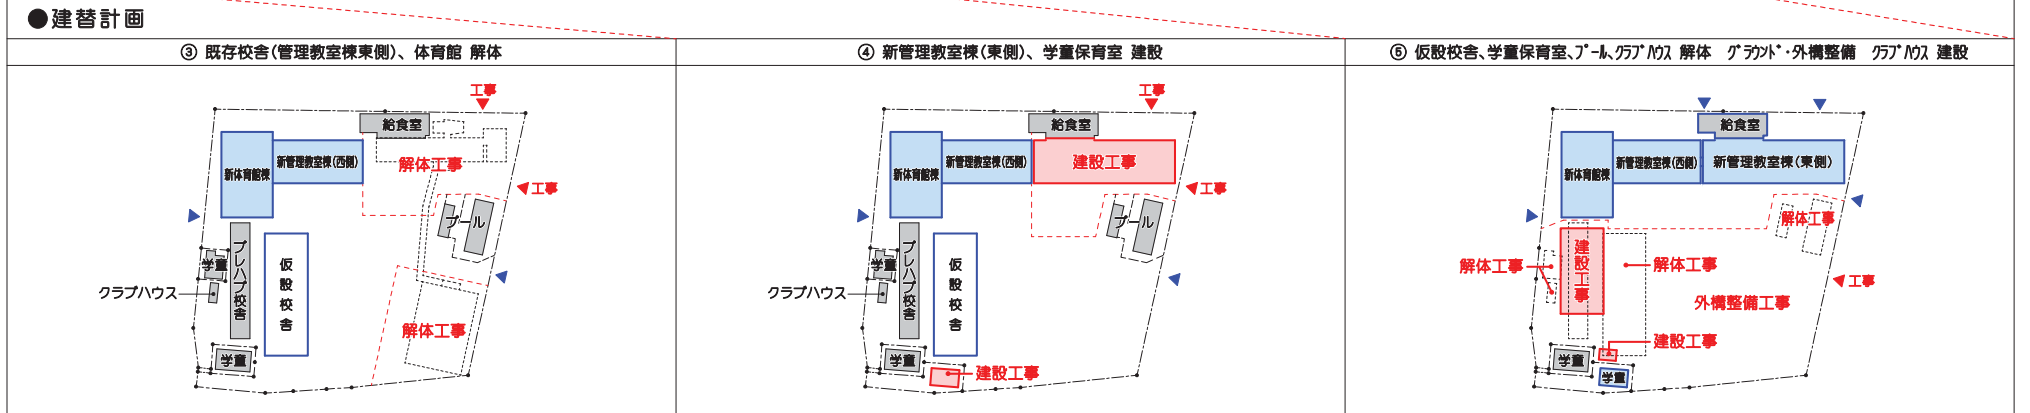 ●建替計画
③ 既存校舎(管理教室棟東側)、体育館 解体
工事
給食室
解体工事
新管理教室棟(西側)
新体育館棟
工事
プール
プレハブ校舎
仮設校舎
学童
クラブハウス
解体工事
学童
④ 新管理教室棟(東側)、学童保育室 建設
工事
給食室
建設工事
新管理教室棟(西側)
新体育館棟
工事
プール
プレハブ校舎
仮設校舎
学童
クラブハウス
学童
建設工事
⑤ 仮設校舎、学童保育室、プール、クラブハウス 解体 グラウンド・外構整備 クラブハウス 建設
給食室
新管理教室棟(西側)
新管理教室棟(東側)
新体育館棟
解体工事
建設工事
解体工事
解体工事
工事
外構整備工事
建設工事
学童
学童